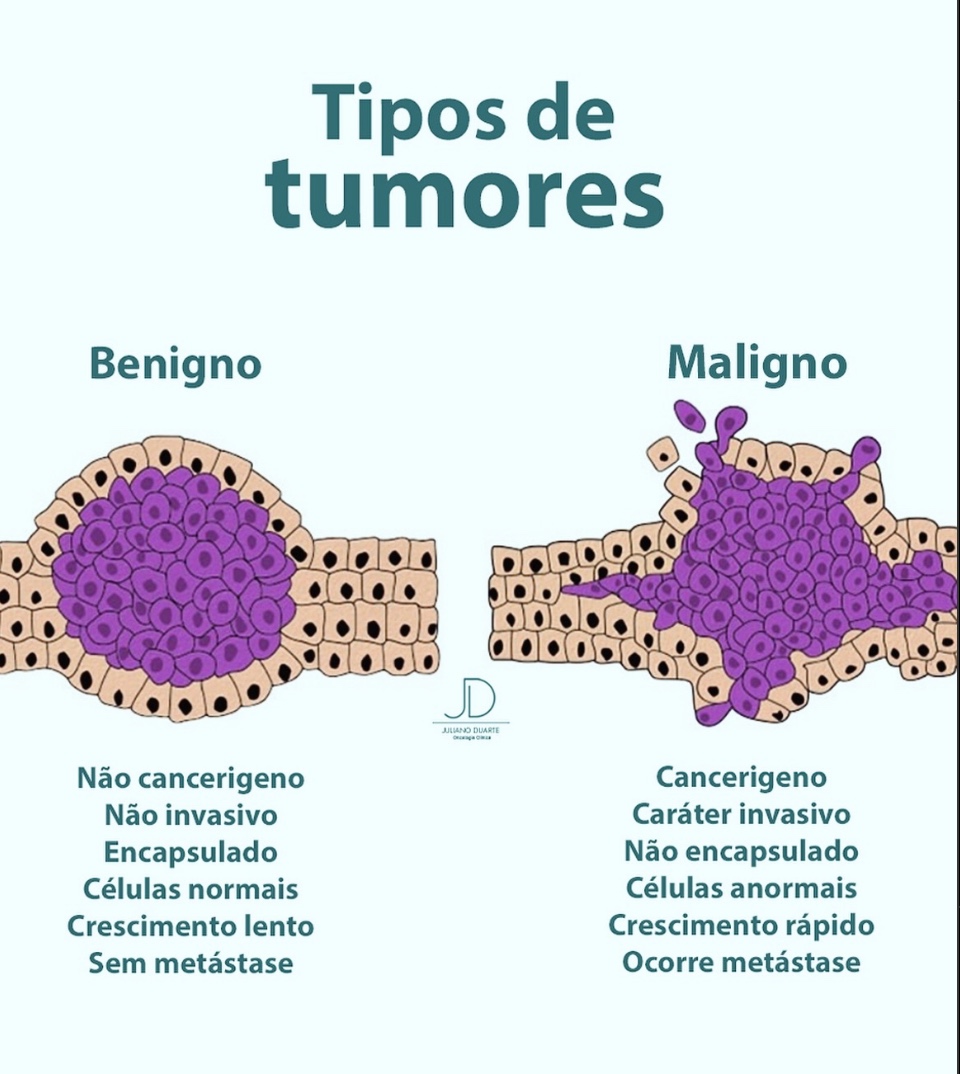 Tipos de
tumores
Benigno
Maligno
JD
JULIANO DUARTE
Oncologia Clínica
Não cancerigeno
Não invasivo
Encapsulado
Células normais
Crescimento lento
Sem metástase
Cancerigeno
Caráter invasivo
Não encapsulado
Células anormais
Crescimento rápido
Ocorre metástase